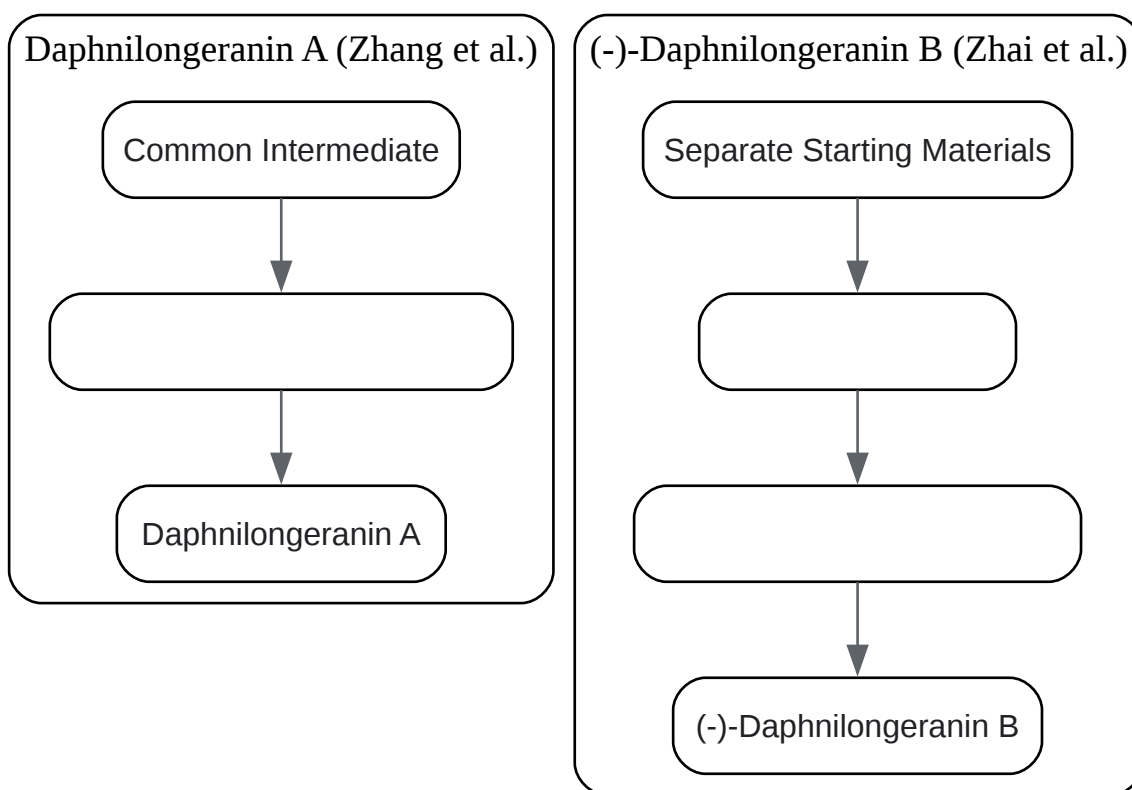 Daphnilongeranin A (Zhang et al.)
Common Intermediate
Daphnilongeranin A
(-)-Daphnilongeranin B (Zhai et al.)
Separate Starting Materials
(-)-Daphnilongeranin B